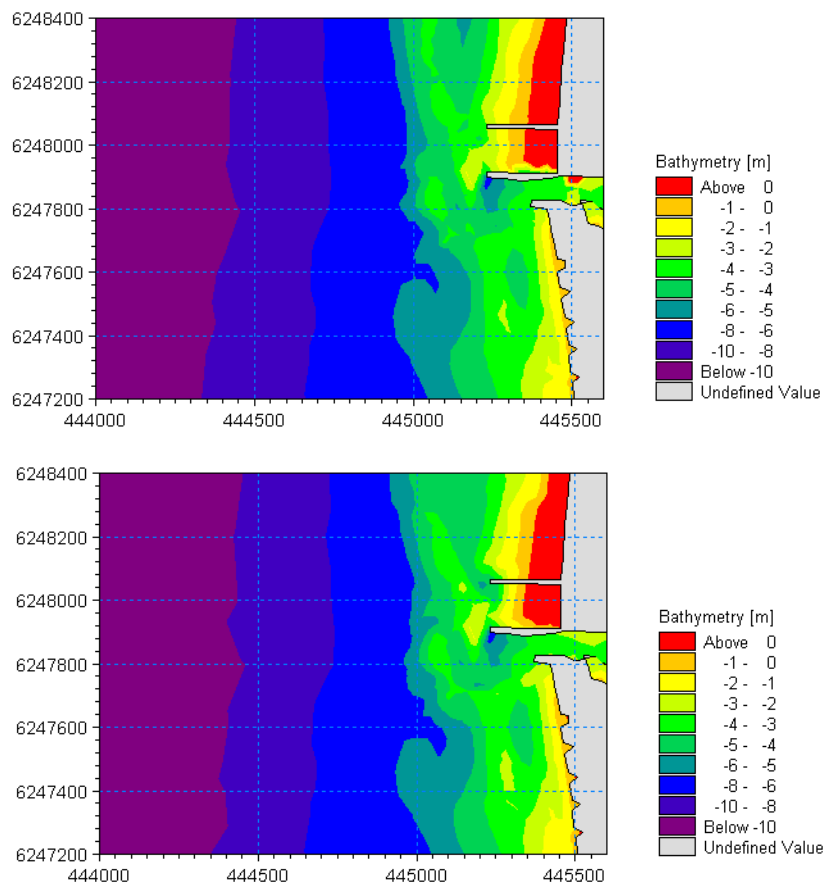 6248400
6248200
6248000
6247800
6247600
6247400
6247200
444000 444500 445000 445500
Bathymetry [m]
Above 0
-1 - 0
-2 - -1
-3 - -2
-4 - -3
-5 - -4
-6 - -5
-8 - -6
-10 - -8
Below -10
Undefined Value
6248400
6248200
6248000
6247800
6247600
6247400
6247200
444000 444500 445000 445500
Bathymetry [m]
Above 0
-1 - 0
-2 - -1
-3 - -2
-4 - -3
-5 - -4
-6 - -5
-8 - -6
-10 - -8
Below -10
Undefined Value